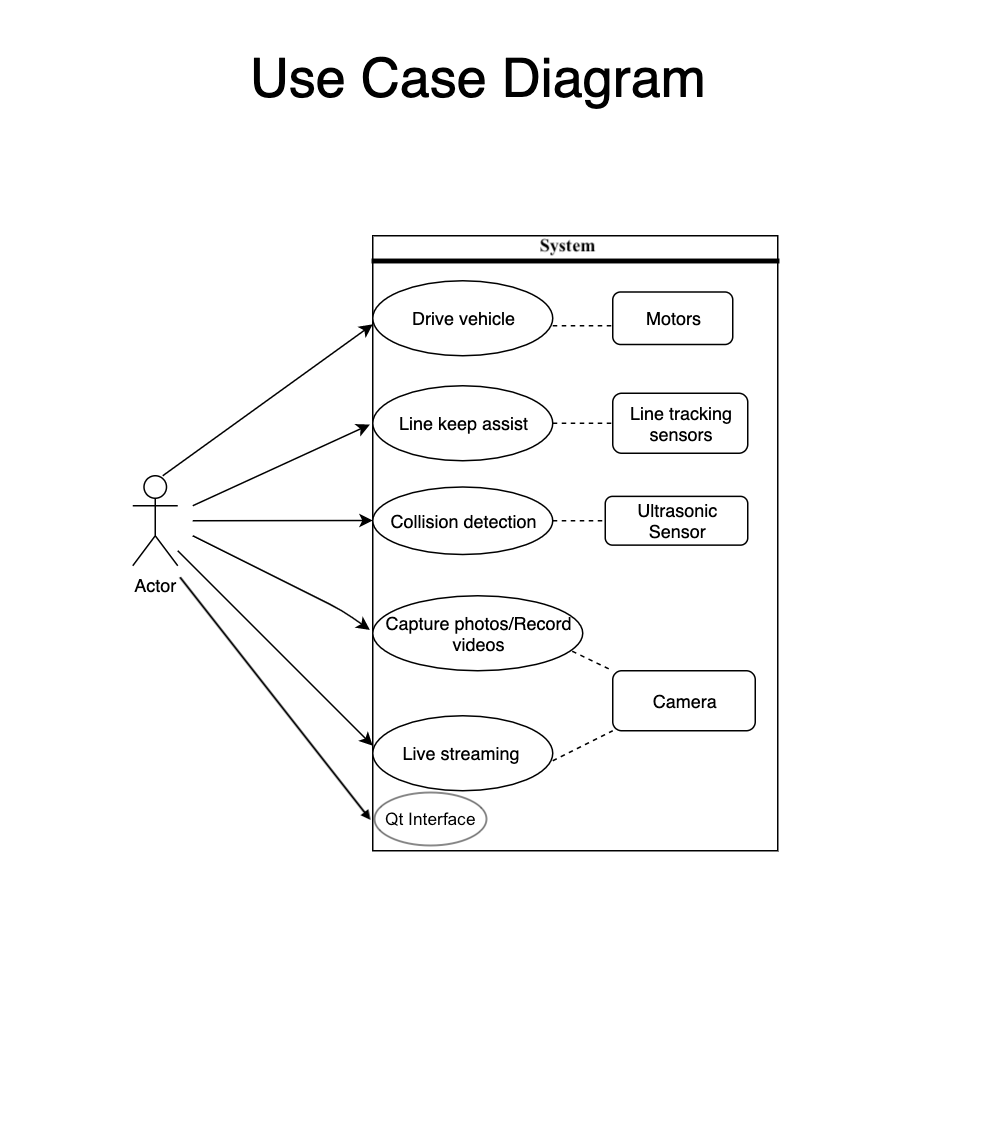 Use Case Diagram
System
Drive vehicle
Motors
Line keep assist
Line tracking
sensors
Collision detection
Ultrasonic
Sensor
Actor
Capture photos/Record
videos
Camera
Live streaming
Qt Interface